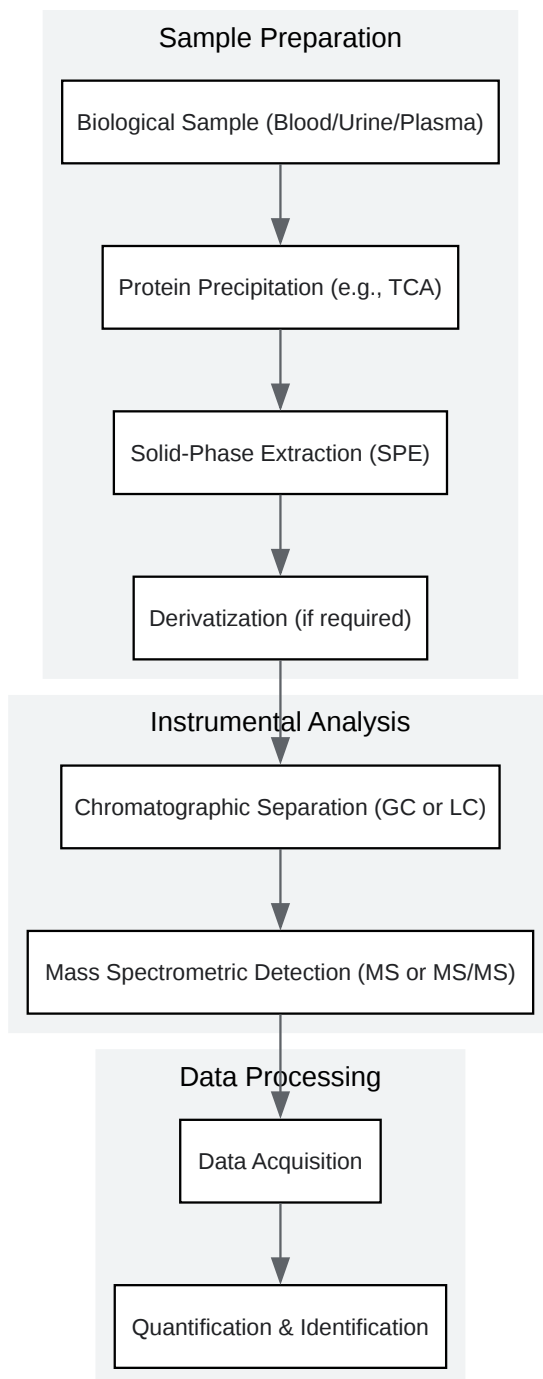 Sample Preparation
Biological Sample (Blood/Urine/Plasma)
Protein Precipitation (e.g., TCA)
Solid-Phase Extraction (SPE)
Derivatization (if required)
Instrumental Analysis
Chromatographic Separation (GC or LC)
Mass Spectrometric Detection (MS or MS/MS)
Data Processing
Data Acquisition
Quantification & Identification